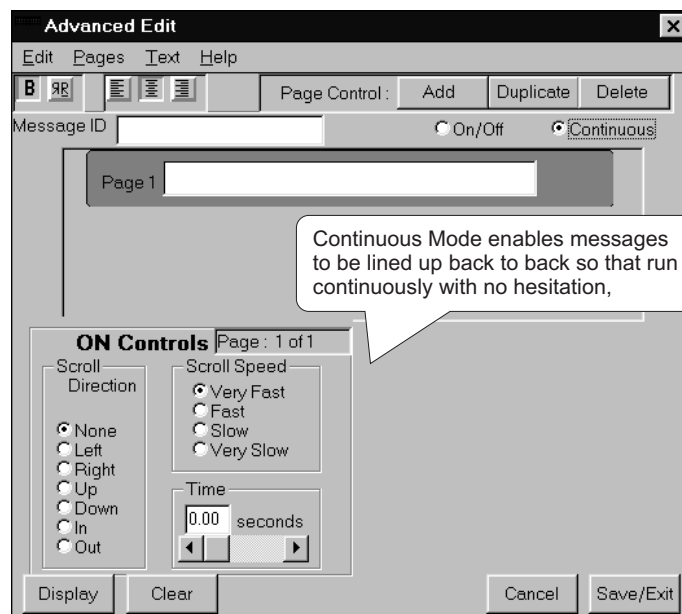 Advanced Edit
Edit Pages Text Help
B ЯR Page Control : Add Duplicate Delete
Message ID On/Off Continuous
Page 1
Continuous Mode enables messages
to be lined up back to back so that run
continuously with no hesitation,
ON Controls Page : 1 of 1
Scroll
Direction
None
Left
Right
Up
Down
In
Out
Scroll Speed
Very Fast
Fast
Slow
Very Slow
Time
0.00 seconds
Display Clear Cancel Save/Exit